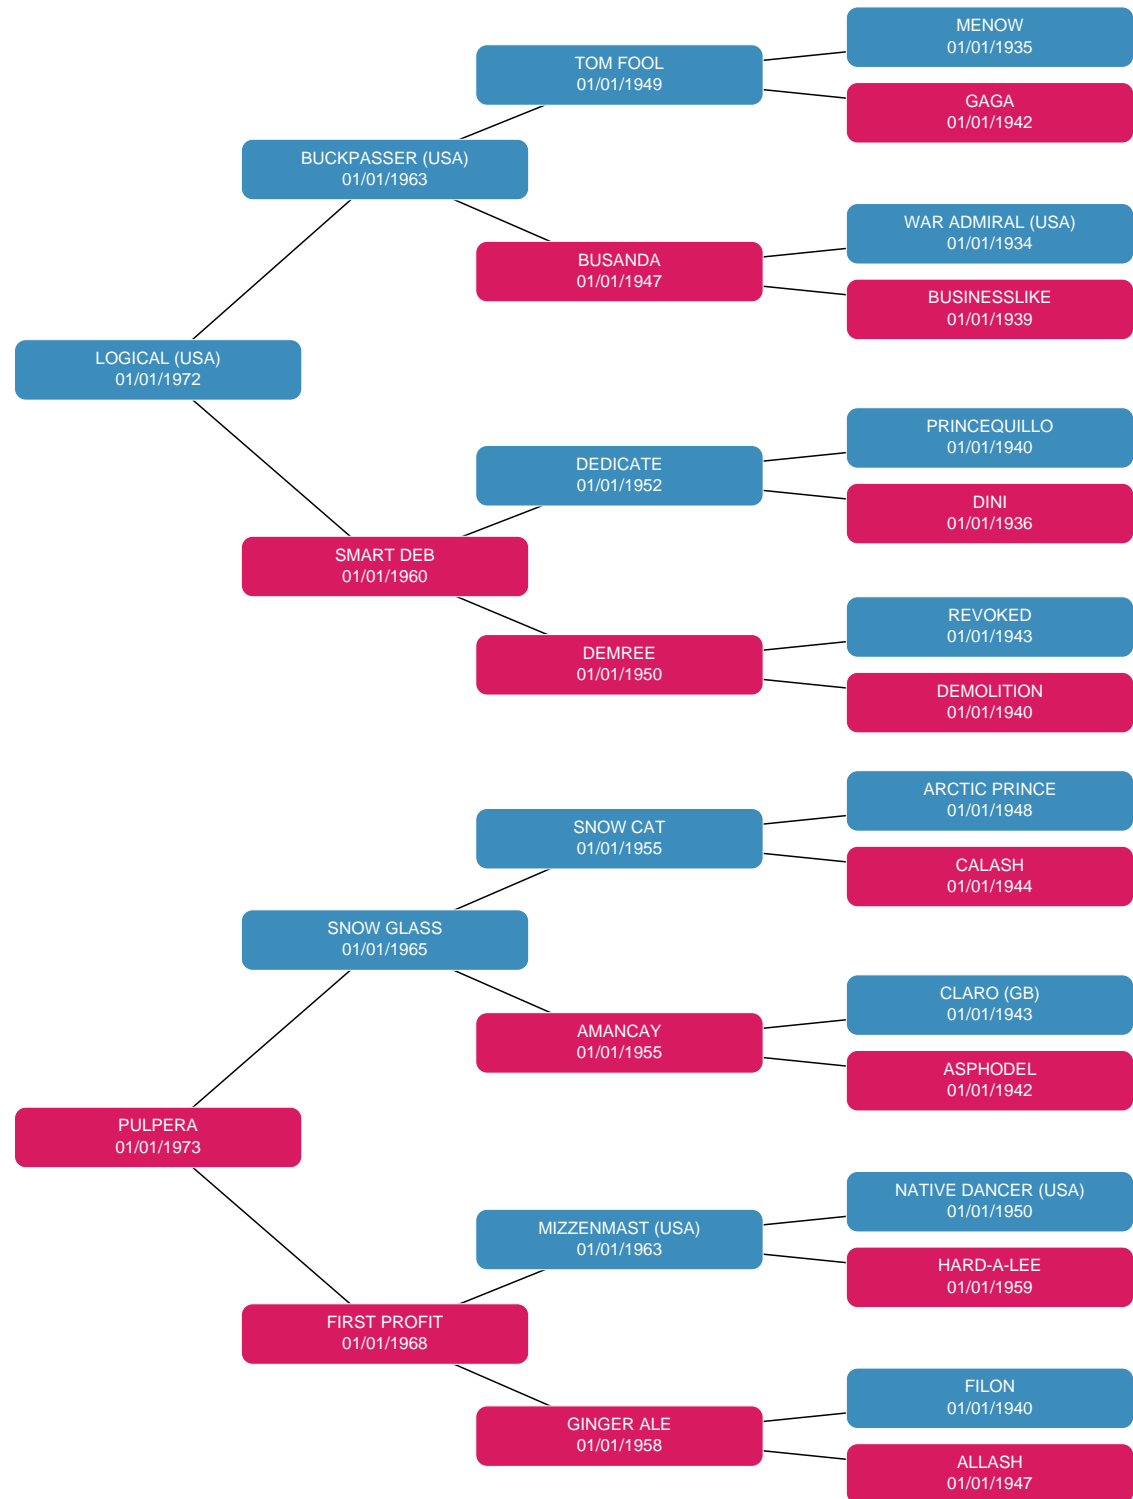 MENOW
01/01/1935
TOM FOOL
01/01/1949
GAGA
01/01/1942
BUCKPASSER (USA)
01/01/1963
WAR ADMIRAL (USA)
01/01/1934
BUSANDA
01/01/1947
BUSINESSLIKE
01/01/1939
LOGICAL (USA)
01/01/1972
PRINCEQUILLO
01/01/1940
DEDICATE
01/01/1952
DINI
01/01/1936
SMART DEB
01/01/1960
REVOKED
01/01/1943
DEMREE
01/01/1950
DEMOLITION
01/01/1940
ARCTIC PRINCE
01/01/1948
SNOW CAT
01/01/1955
CALASH
01/01/1944
SNOW GLASS
01/01/1965
CLARO (GB)
01/01/1943
AMANCAY
01/01/1955
ASPHODEL
01/01/1942
PULPERA
01/01/1973
NATIVE DANCER (USA)
01/01/1950
MIZZENMAST (USA)
01/01/1963
HARD-A-LEE
01/01/1959
FIRST PROFIT
01/01/1968
FILON
01/01/1940
GINGER ALE
01/01/1958
ALLASH
01/01/1947